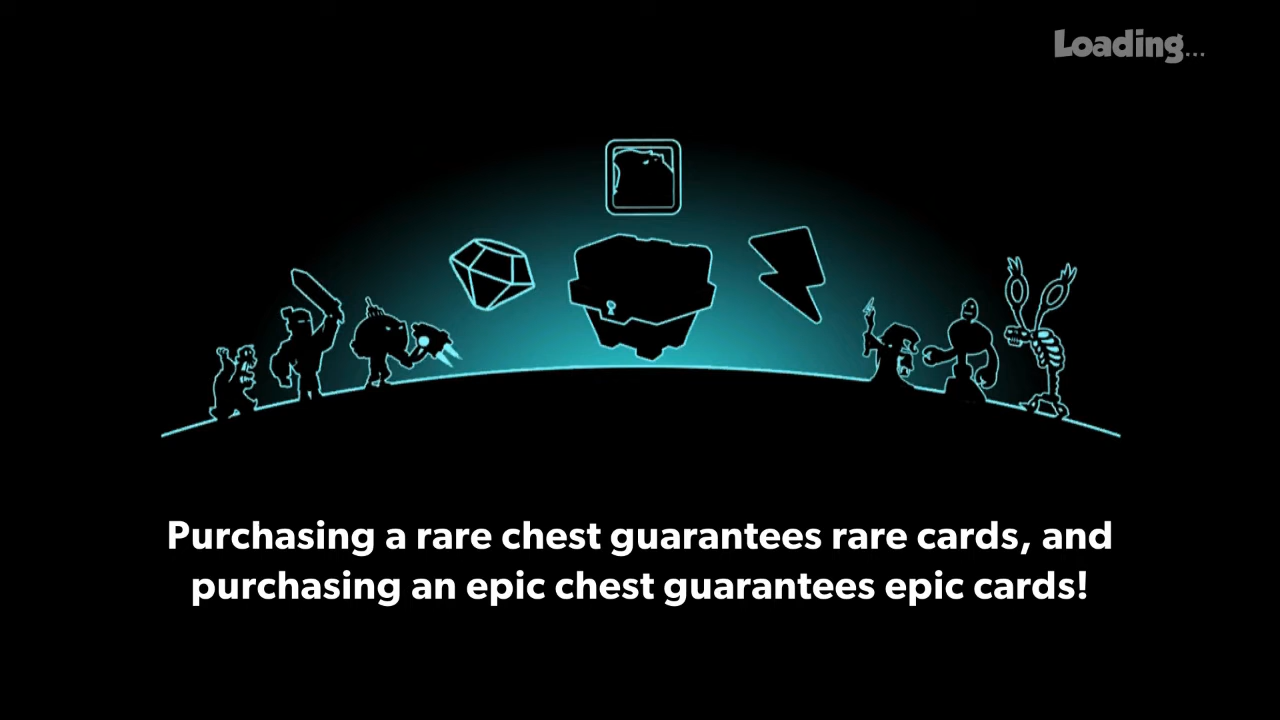 Loading...
Purchasing a rare chest guarantees rare cards, and
purchasing an epic chest guarantees epic cards!